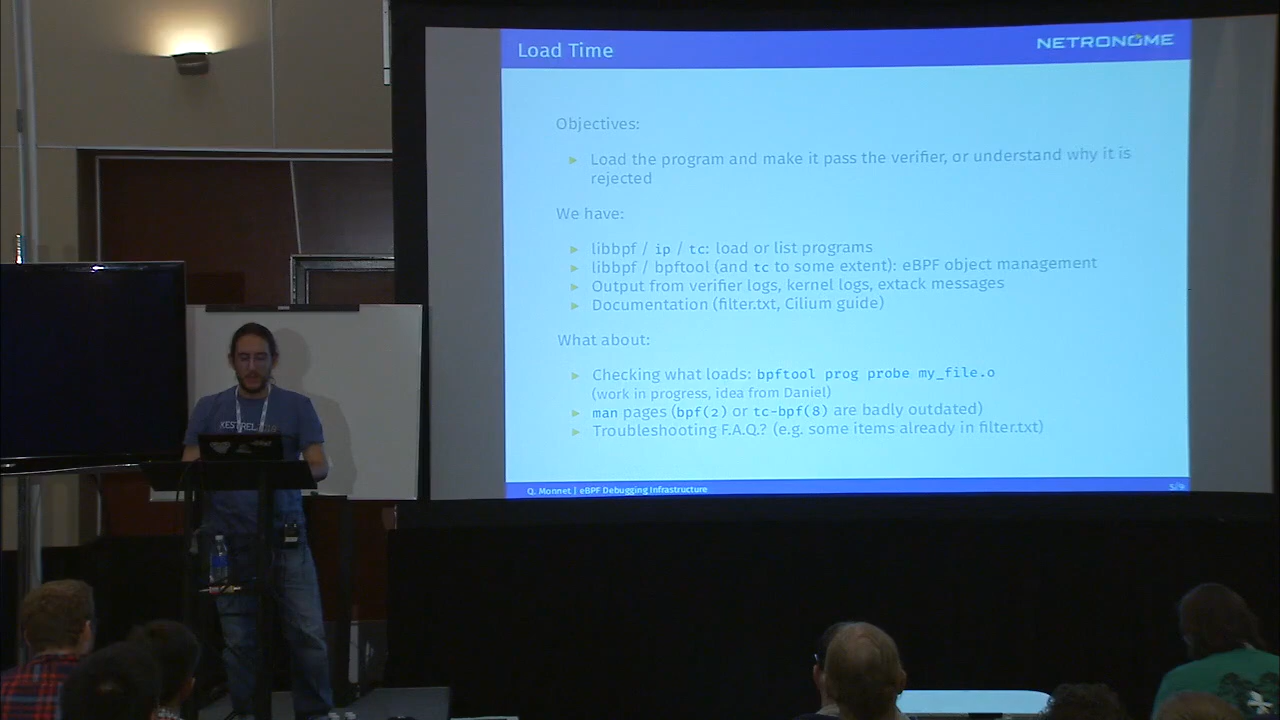 Load Time
NETRONOME
Objectives:
Load the program and make it pass the verifier, or understand why it is
rejected
We have:
libbpf / ip / tc: load or list programs
libbpf / bpftool (and tc to some extent): eBPF object management
Output from verifier logs, kernel logs, extack messages
Documentation (filter.txt, Cilium guide)
What about:
Checking what loads: bpftool prog probe my_file.o
(work in progress, idea from Daniel)
man pages (bpf(2) or tc-bpf(8) are badly outdated)
Troubleshooting F.A.Q.? (e.g. some items already in filter.txt)
Q. Monnet | eBPF Debugging Infrastructure
5/9